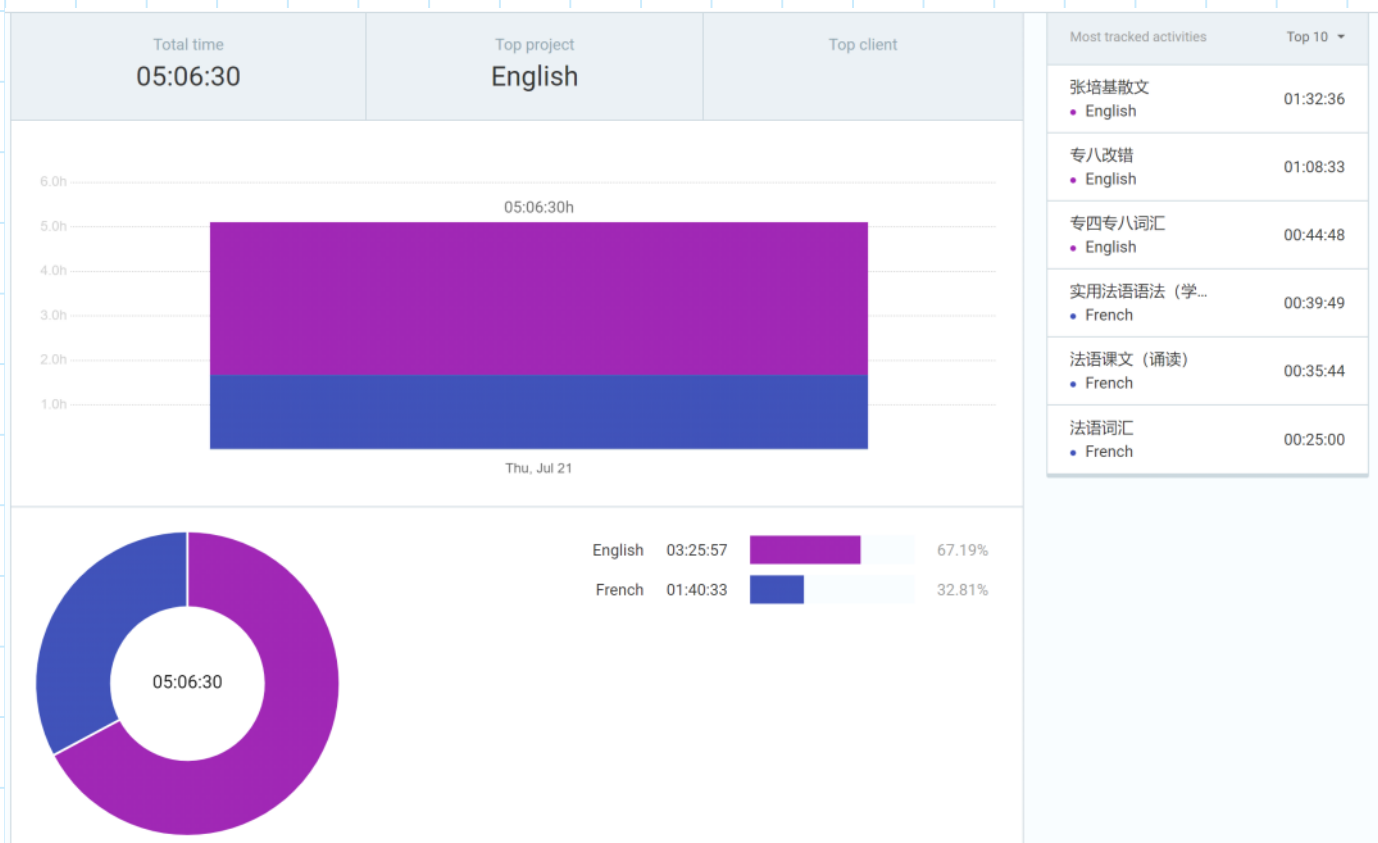 Total time
05:06:30
Top project
English
Top client
6.0h
5.0h
4.0h
3.0h
2.0h
1.0h
05:06:30h
Thu, Jul 21
05:06:30
English 03:25:57 67.19%
French 01:40:33 32.81%
Most tracked activities Top 10
张培基散文
English 01:32:36
专八改错
English 01:08:33
专四专八词汇
English 00:44:48
实用法语语法（学...
French 00:39:49
法语课文（诵读）
French 00:35:44
法语词汇
French 00:25:00